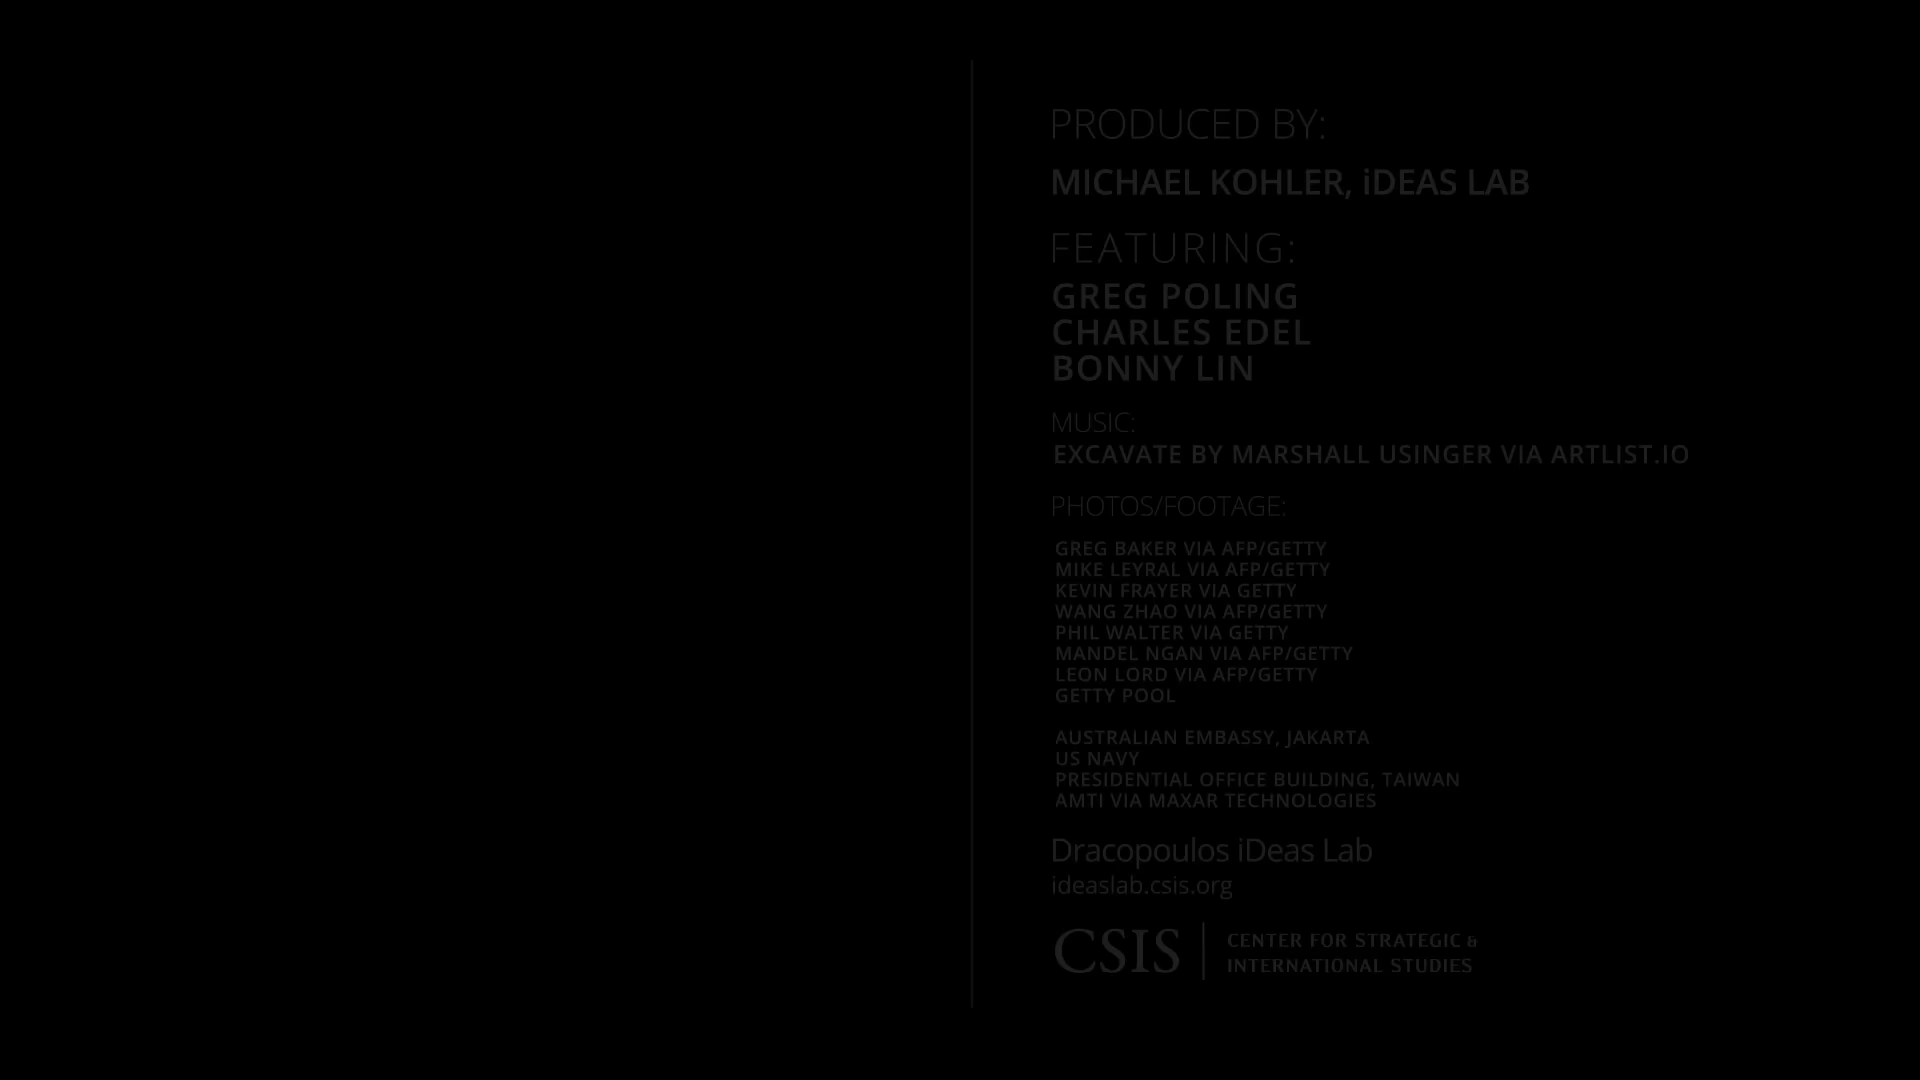 PRODUCED BY:
MICHAEL KOHLER, iDEAS LAB
FEATURING:
GREG POLING
CHARLES EDEL
BONNY LIN
MUSIC:
EXCAVATE BY MARSHALL USINGER VIA ARTLIST.IO
PHOTOS/FOOTAGE:
GREG BAKER VIA AFP/GETTY
MIKE LEYRAL VIA AFP/GETTY
KEVIN FRAYER VIA GETTY
WANG ZHAO VIA AFP/GETTY
PHIL WALTER VIA GETTY
MANDEL NGAN VIA AFP/GETTY
LEON LORD VIA AFP/GETTY
GETTY POOL
AUSTRALIAN EMBASSY, JAKARTA
US NAVY
PRESIDENTIAL OFFICE BUILDING, TAIWAN
AMTI VIA MAXAR TECHNOLOGIES
Dracopoulos iDeas Lab
ideaslab.csis.org
CSIS
CENTER FOR STRATEGIC &
INTERNATIONAL STUDIES